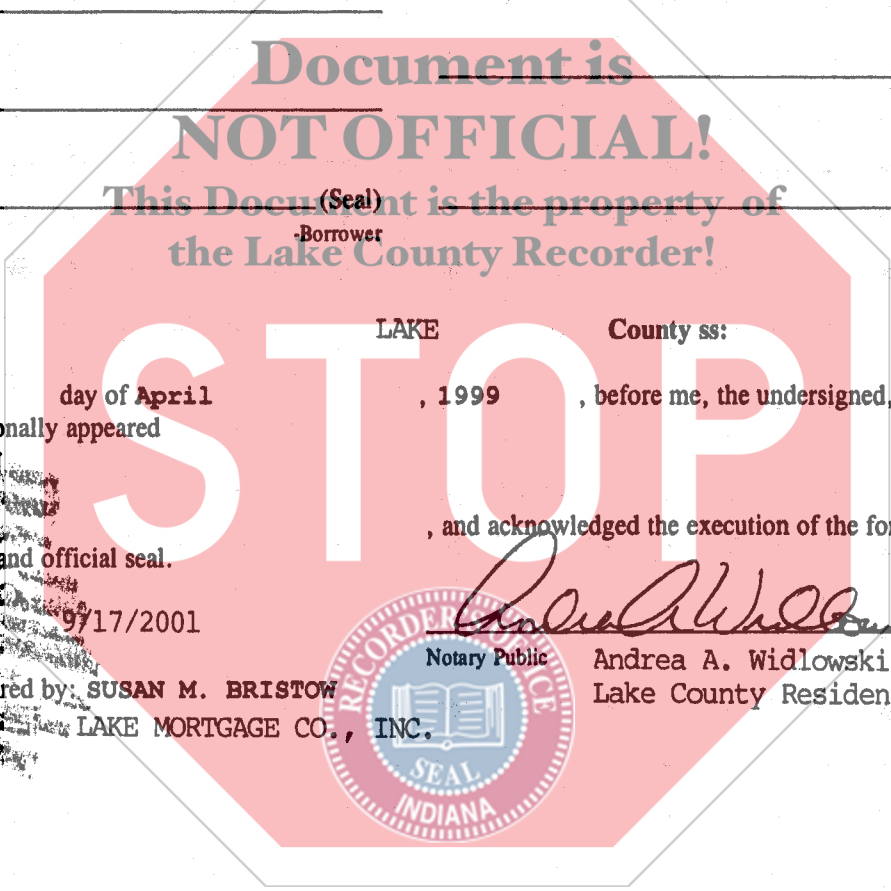 Document is
NOT OFFICIAL!
This Document is the property of
the Lake County Recorder!
(Seal)
-Borrower
STOP
LAKE County ss:
day of April , 1999 , before me, the undersigned,
onally appeared
, and acknowledged the execution of the for
and official seal.
9/17/2001
Notary Public Andrea A. Widlowski
Lake County Residen
red by: SUSAN M. BRISTOW
LAKE MORTGAGE CO., INC.
RECORDER'S OFFICE
SEAL
INDIANA